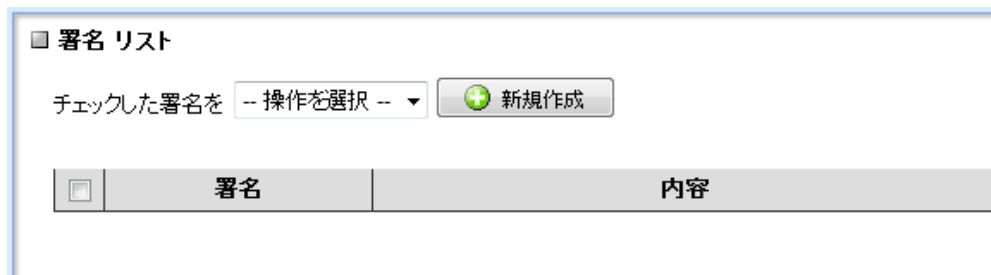 署名 リスト
チェックした署名を -- 操作を選択 -- 新規作成
署名 内容